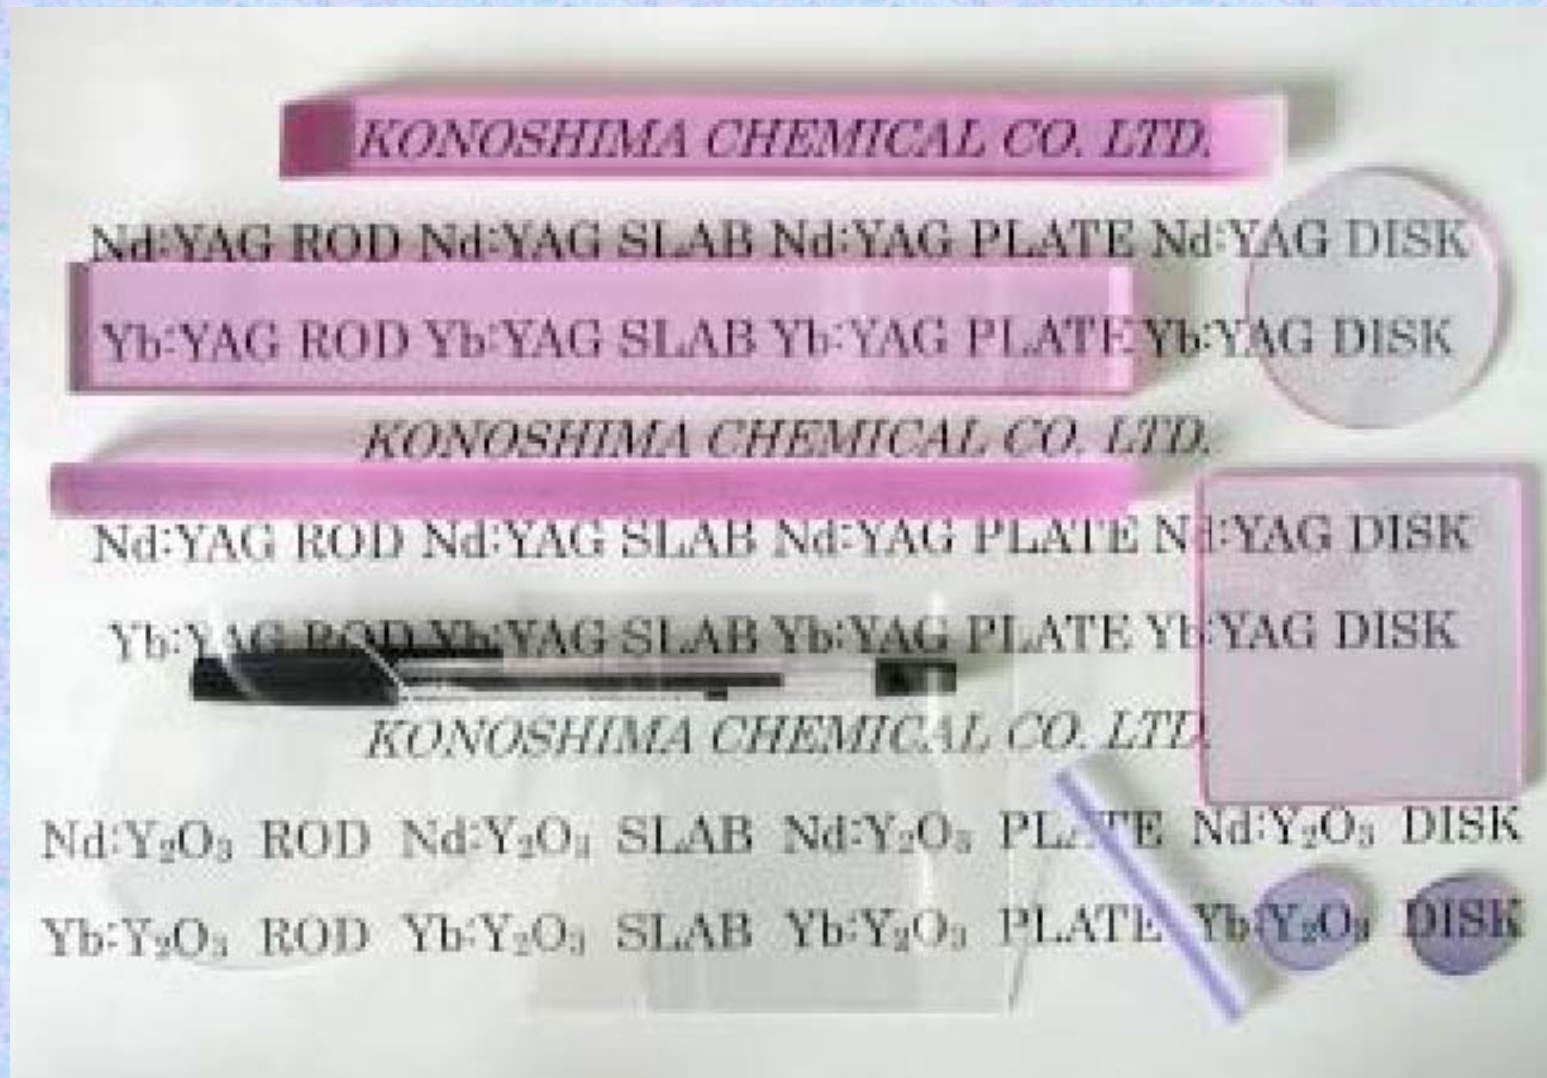 KONOSHIMA CHEMICAL CO. LTD.
Nd:YAG ROD Nd:YAG SLAB Nd:YAG PLATE Nd:YAG DISK
Yb:YAG ROD Yb:YAG SLAB Yb:YAG PLATE Yb:YAG DISK
KONOSHIMA CHEMICAL CO. LTD.
Nd:YAG ROD Nd:YAG SLAB Nd:YAG PLATE Nd:YAG DISK
Yb:YAG ROD Yb:YAG SLAB Yb:YAG PLATE Yb:YAG DISK
KONOSHIMA CHEMICAL CO. LTD.
Nd:Y₂O₃ ROD Nd:Y₂O₃ SLAB Nd:Y₂O₃ PLATE Nd:Y₂O₃ DISK
Yb:Y₂O₃ ROD Yb:Y₂O₃ SLAB Yb:Y₂O₃ PLATE Yb:Y₂O₃ DISK